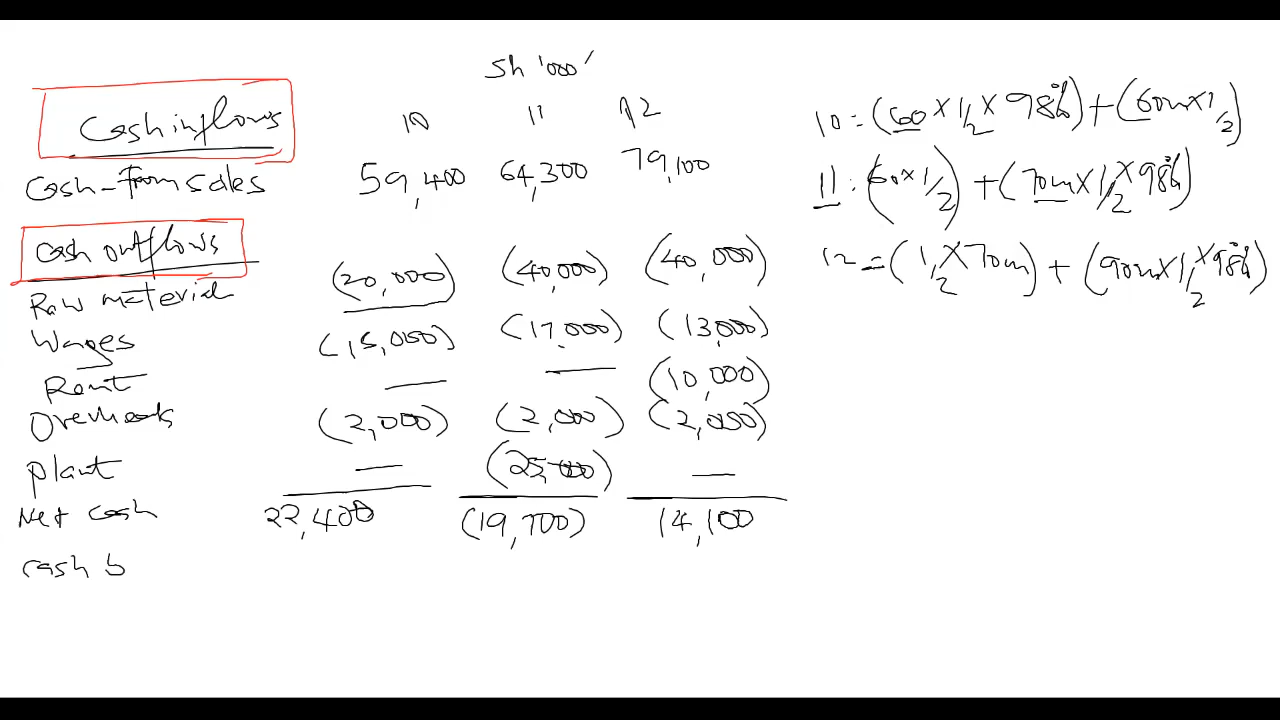 Sh '000'
Cash inflows 10 11 12
Cash from sales 59,400 64,300 79,100
Cash outflows
Raw material (20,000) (40,000) (40,000)
Wages (15,000) (17,000) (13,000)
Rent — — (10,000)
Overheads (2,000) (2,000) (2,000)
plant — (25,000) —
Net cash 22,400 (19,700) 14,100
cash b
10 = (60 × 1/2 × 98%) + (60m × 1/2)
11 : (60 × 1/2) + (70m × 1/2 × 98%)
12 = (1/2 × 70m) + (90m × 1/2 × 98%)